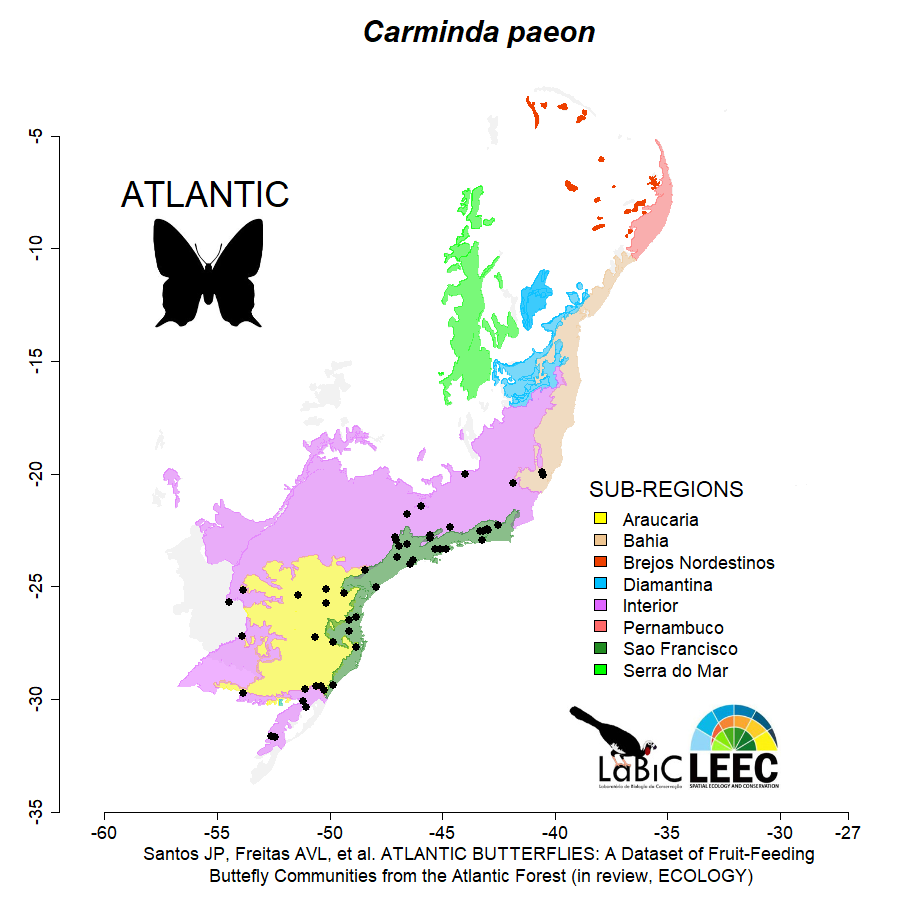 Carminda paeon
ATLANTIC
-5
-10
-15
-20
-25
-30
-35
SUB-REGIONS
Araucaria
Bahia
Brejos Nordestinos
Diamantina
Interior
Pernambuco
Sao Francisco
Serra do Mar
LaBiC
Laboratório de Biologia da Conservação
LEEC
SPATIAL ECOLOGY AND CONSERVATION
-60 -55 -50 -45 -40 -35 -30 -27
Santos JP, Freitas AVL, et al. ATLANTIC BUTTERFLIES: A Dataset of Fruit-Feeding
Buttefly Communities from the Atlantic Forest (in review, ECOLOGY)